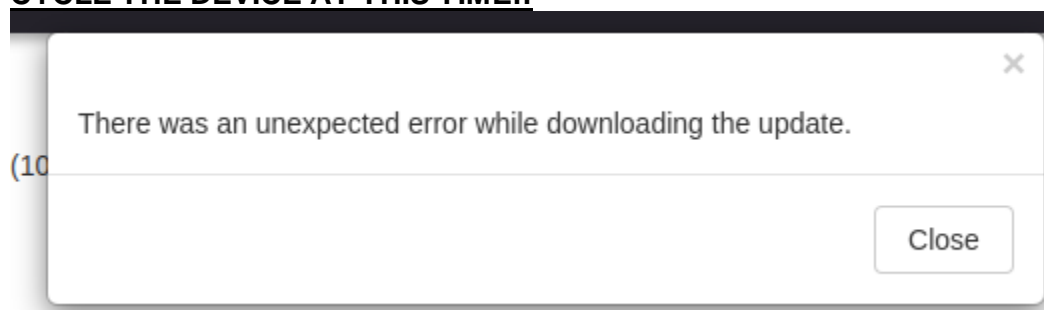 CYCLE THE DEVICE AT THIS TIME!!
×
There was an unexpected error while downloading the update.
(10
Close